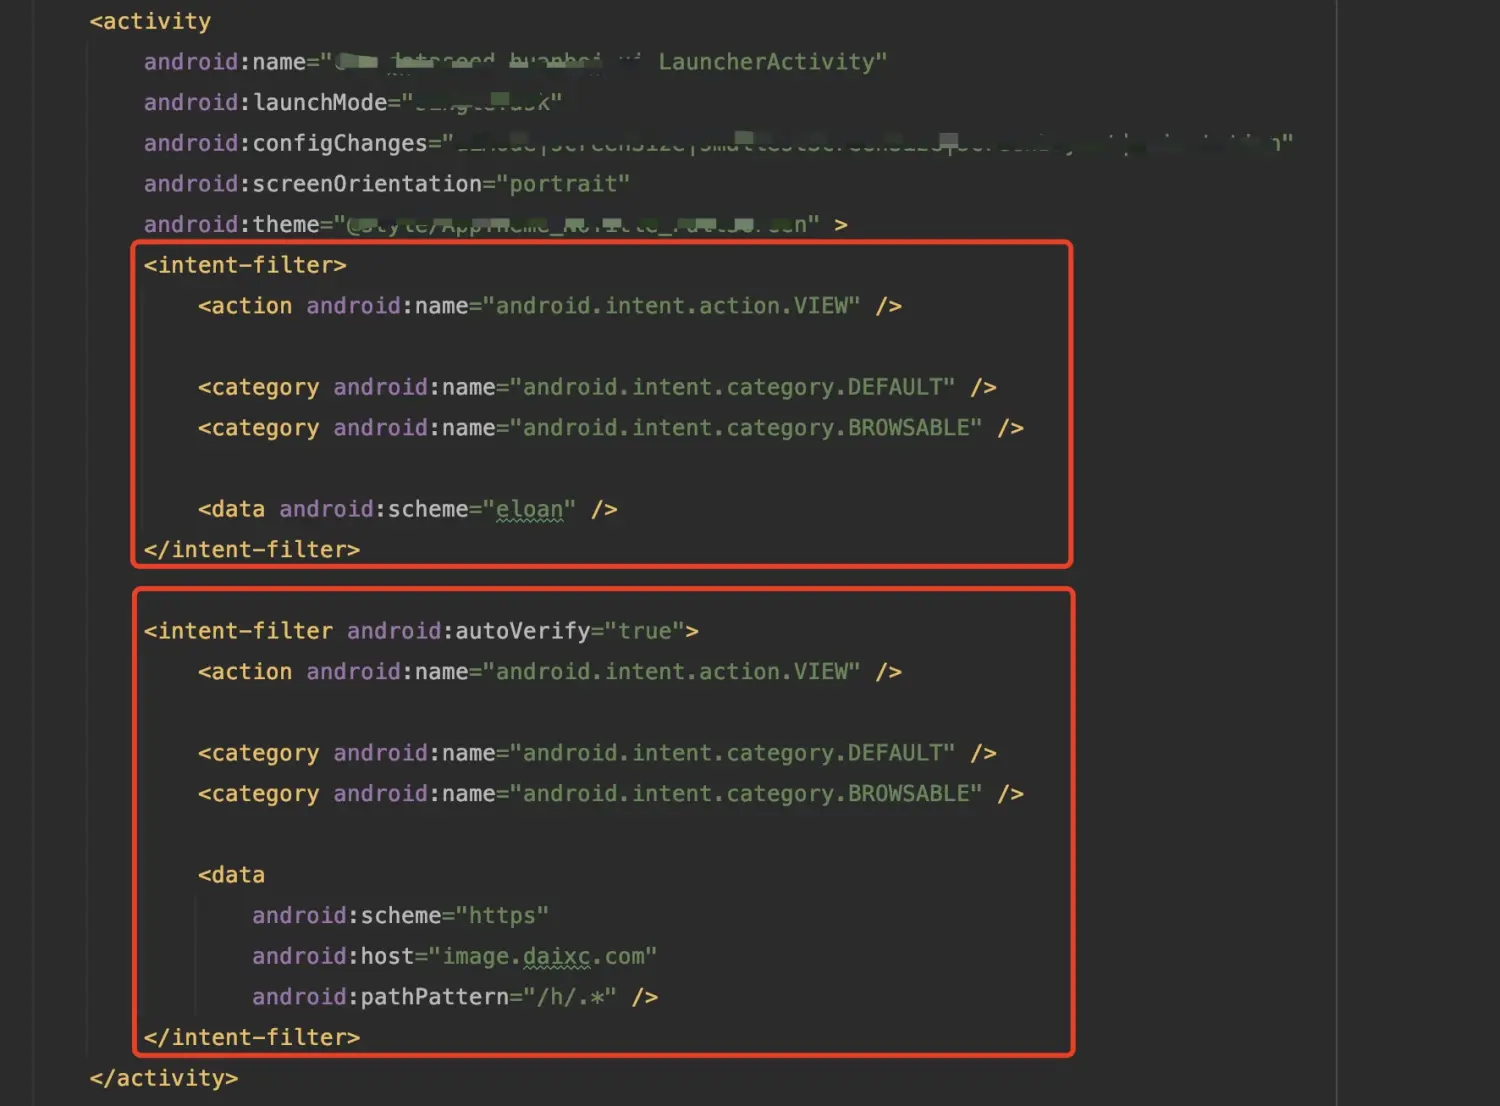 <activity
android:name=" LauncherActivity"
android:launchMode=" "
android:configChanges=" "
android:screenOrientation="portrait"
android:theme=" " >
<intent-filter>
<action android:name="android.intent.action.VIEW" />
<category android:name="android.intent.category.DEFAULT" />
<category android:name="android.intent.category.BROWSABLE" />
<data android:scheme="eloan" />
</intent-filter>
<intent-filter android:autoVerify="true">
<action android:name="android.intent.action.VIEW" />
<category android:name="android.intent.category.DEFAULT" />
<category android:name="android.intent.category.BROWSABLE" />
<data
android:scheme="https"
android:host="image.daixc.com"
android:pathPattern="/h/.*" />
</intent-filter>
</activity>